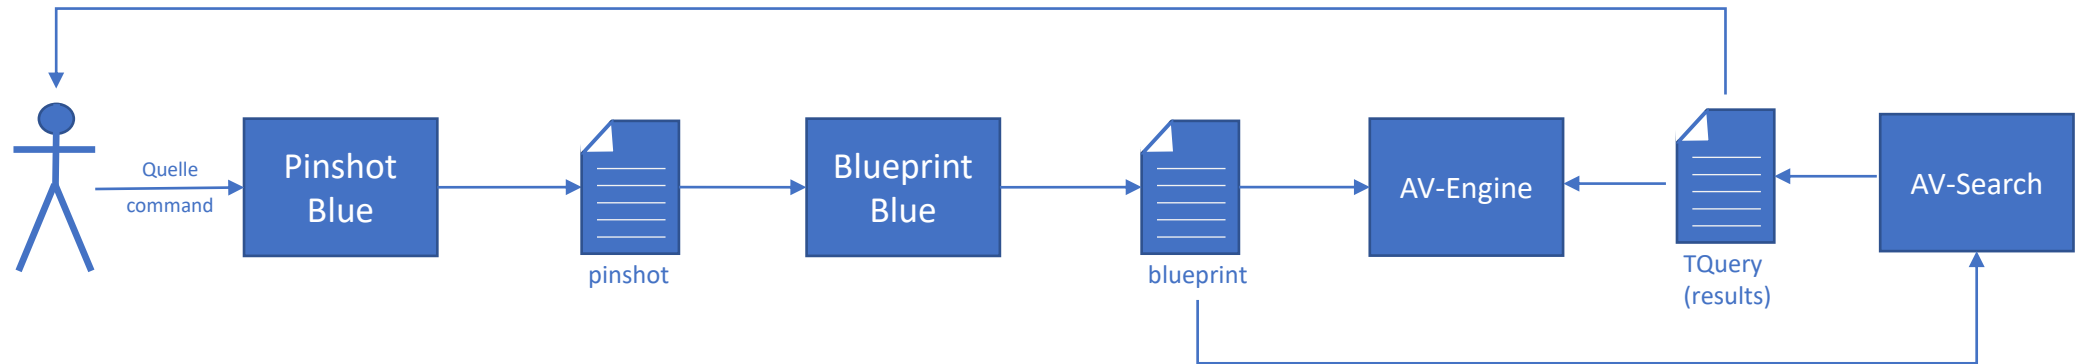 Quelle
command
Pinshot
Blue
pinshot
Blueprint
Blue
blueprint
AV-Engine
TQuery
(results)
AV-Search